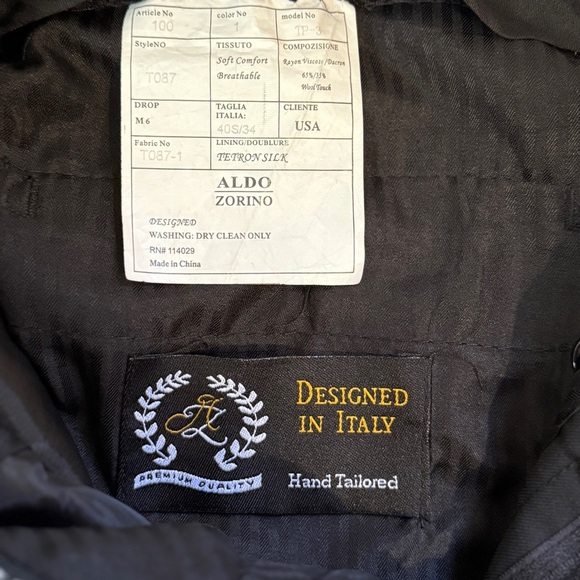 Article No
100
color No
1
model No
TP-3
StyleNO
T087
TISSUTO
Soft Comfort
Breathable
COMPOSIZIONE
Rayon Viscose/Dacron
65%/35%
Wool Touch
DROP
M 6
TAGLIA
ITALIA:
40S/34
CLIENTE
USA
Fabric No
T087-1
LINING/DOUBLURE
TETRON SILK
ALDO
ZORINO
DESIGNED
WASHING: DRY CLEAN ONLY
RN# 114029
Made in China
AZ
PREMIUM QUALITY
DESIGNED
IN ITALY
Hand Tailored